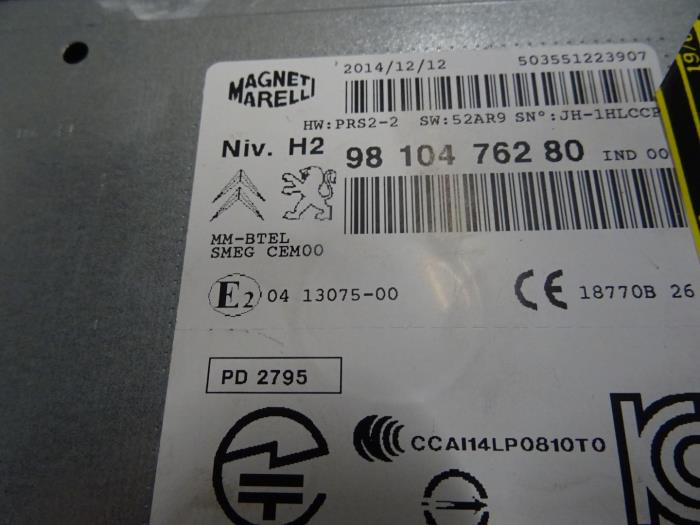 MAGNETI MARELLI
2014/12/12 503551223907
HW:PRS2-2 SW:52AR9 SN°:JH-1HLCCE
Niv. H2 98 104 762 80 IND 00
MM-BTEL
SMEG CEM00
E2 04 13075-00 CE 18770B 26
PD 2795
CCAI14LP0810T0